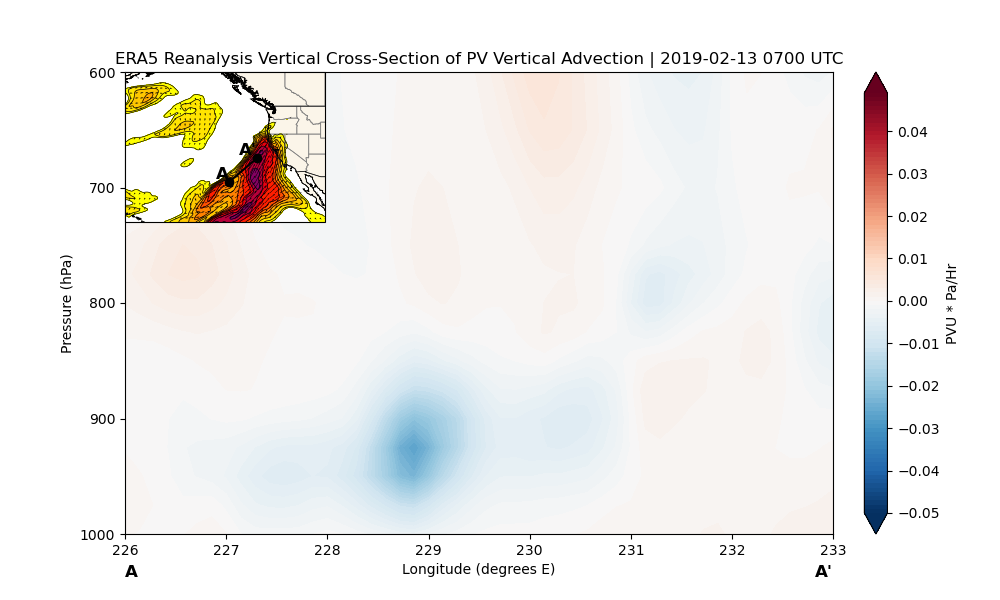 ERA5 Reanalysis Vertical Cross-Section of PV Vertical Advection | 2019-02-13 0700 UTC
600
700
800
900
1000
Pressure (hPa)
A
A
226
227
228
229
230
231
232
233
Longitude (degrees E)
A
A'
0.04
0.03
0.02
0.01
0.00
−0.01
−0.02
−0.03
−0.04
−0.05
PVU * Pa/Hr